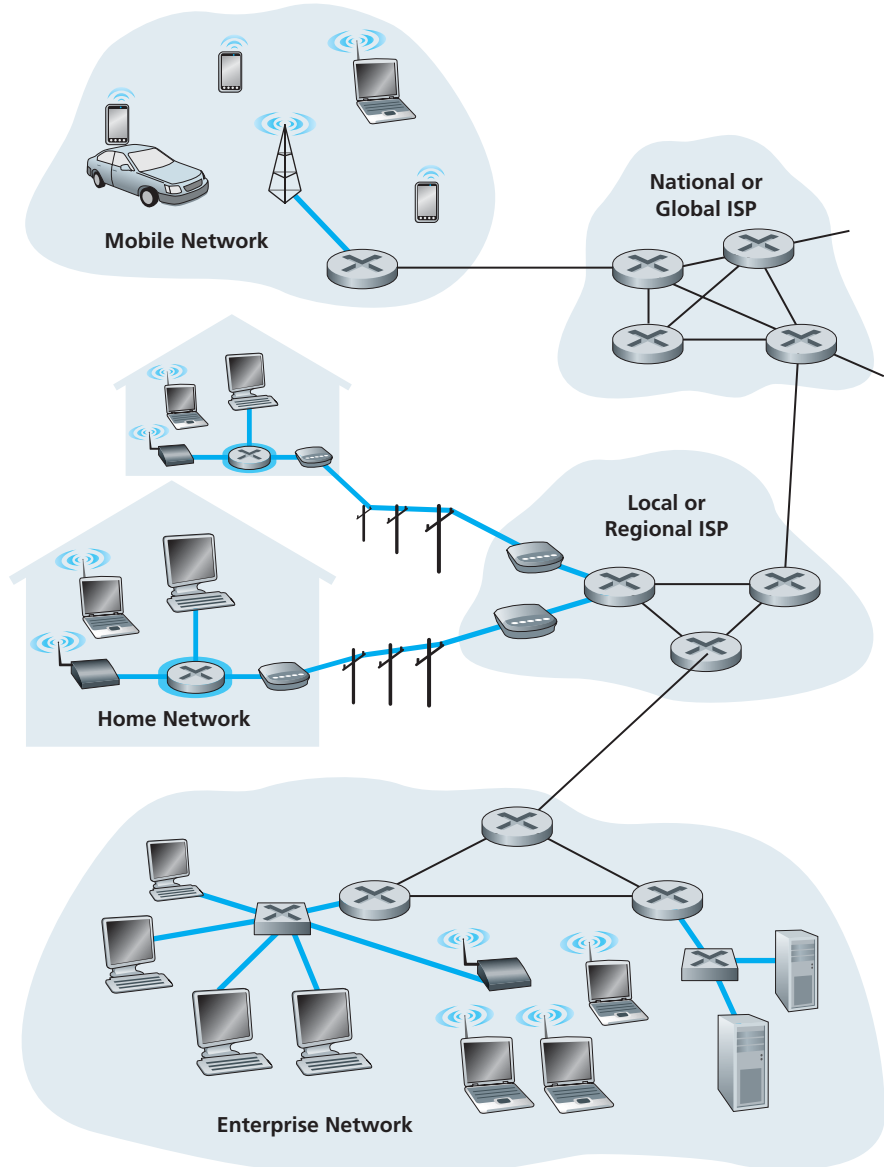 Mobile Network
National or
Global ISP
Local or
Regional ISP
Home Network
Enterprise Network